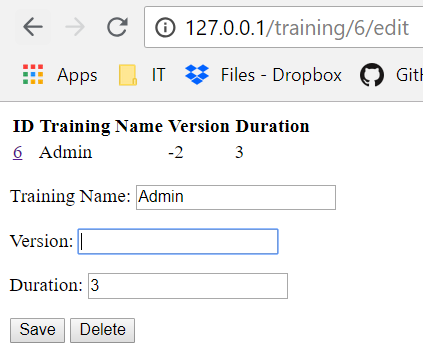 127.0.0.1/training/6/edit
Apps IT Files - Dropbox GitH
ID Training Name Version Duration
6 Admin -2 3
Training Name: Admin
Version:
Duration: 3
Save Delete